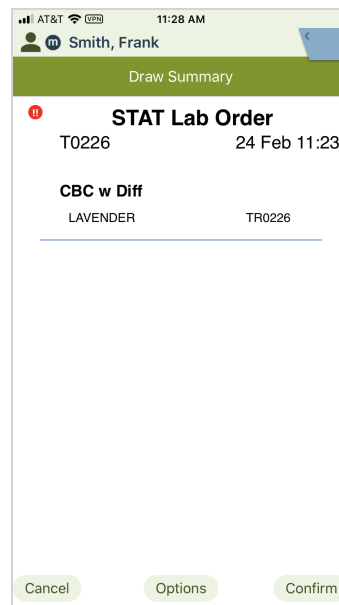 AT&T VPN 11:28 AM
m Smith, Frank
Draw Summary
!! STAT Lab Order
T0226 24 Feb 11:23
CBC w Diff
LAVENDER TR0226
Cancel Options Confirm